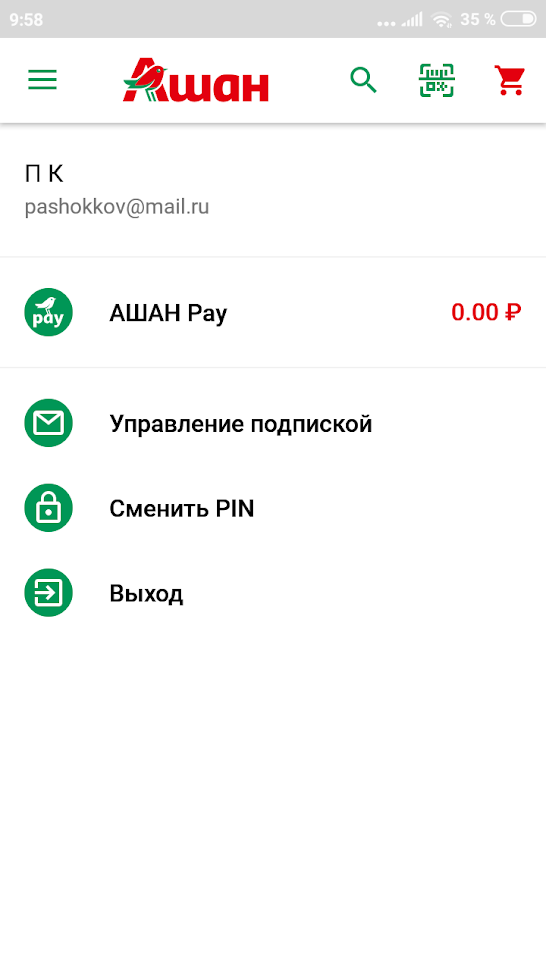 9:58
35 %
Ашан
П К
pashokkov@mail.ru
pay
АШАН Pay
0.00 ₽
Управление подпиской
Сменить PIN
Выход